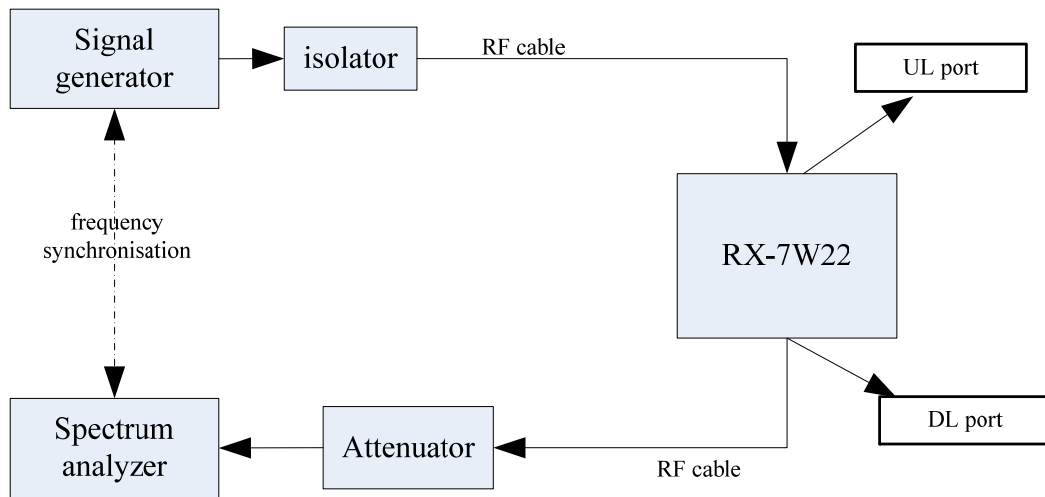 Signal
generator
isolator
RF cable
UL port
frequency
synchronisation
RX-7W22
Spectrum
analyzer
Attenuator
RF cable
DL port